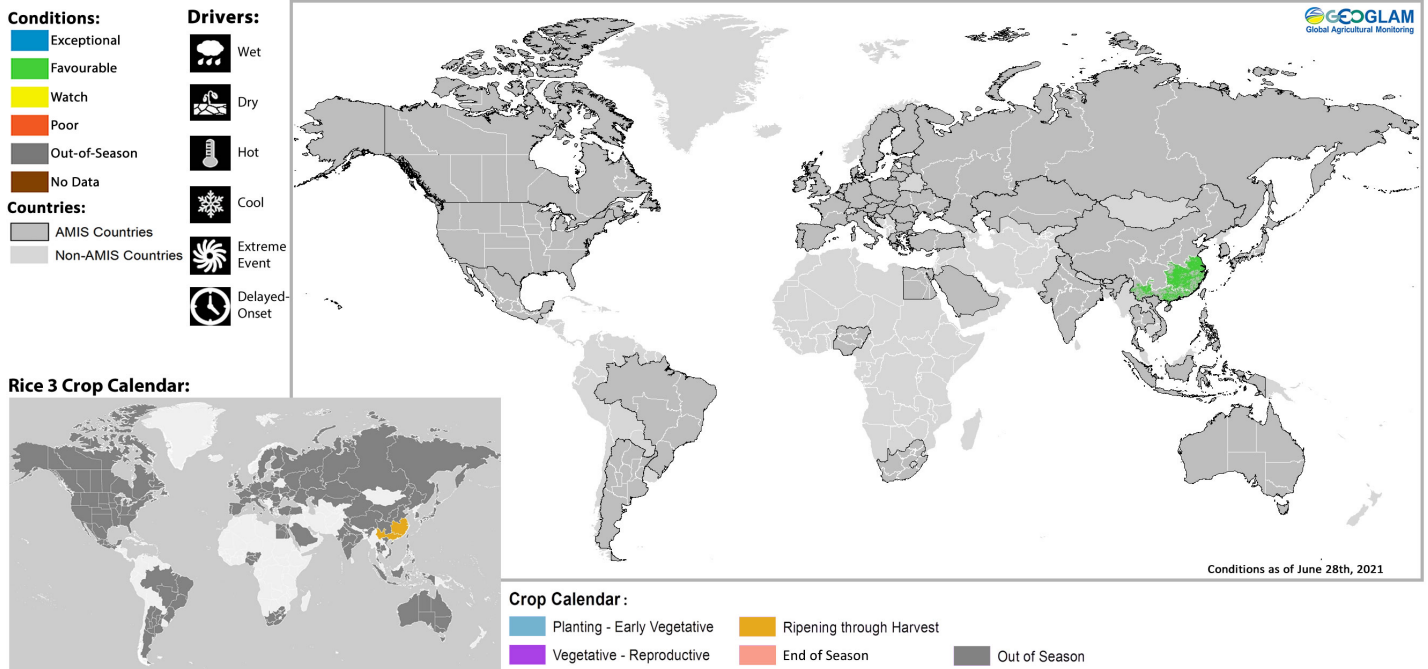 Conditions:
Exceptional
Favourable
Watch
Poor
Out-of-Season
No Data
Countries:
AMIS Countries
Non-AMIS Countries
Drivers:
Wet
Dry
Hot
Cool
Extreme
Event
Delayed-
Onset
GEOGLAM
Global Agricultural Monitoring
Conditions as of June 28th, 2021
Rice 3 Crop Calendar:
Crop Calendar :
Planting - Early Vegetative
Vegetative - Reproductive
Ripening through Harvest
End of Season
Out of Season